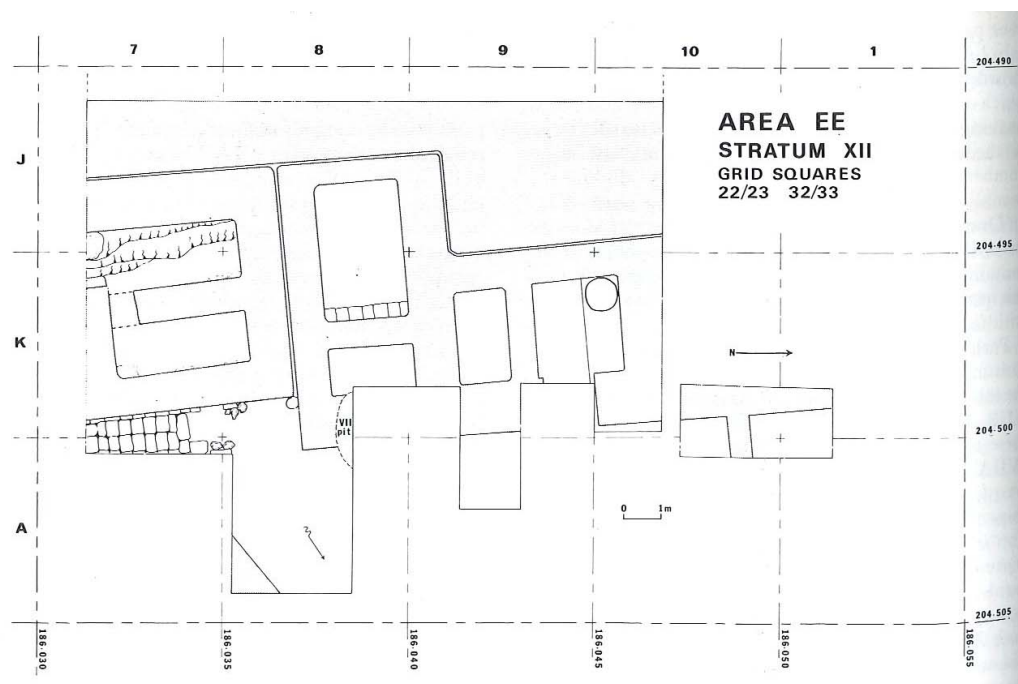 7 8 9 10 1
204·490
AREA EE
STRATUM XII
GRID SQUARES
22/23 32/33
J
204·495
K
N
VII
pit
204·500
0 1m
A
204·505
186·030
186·035
186·040
186·045
186·050
186·055